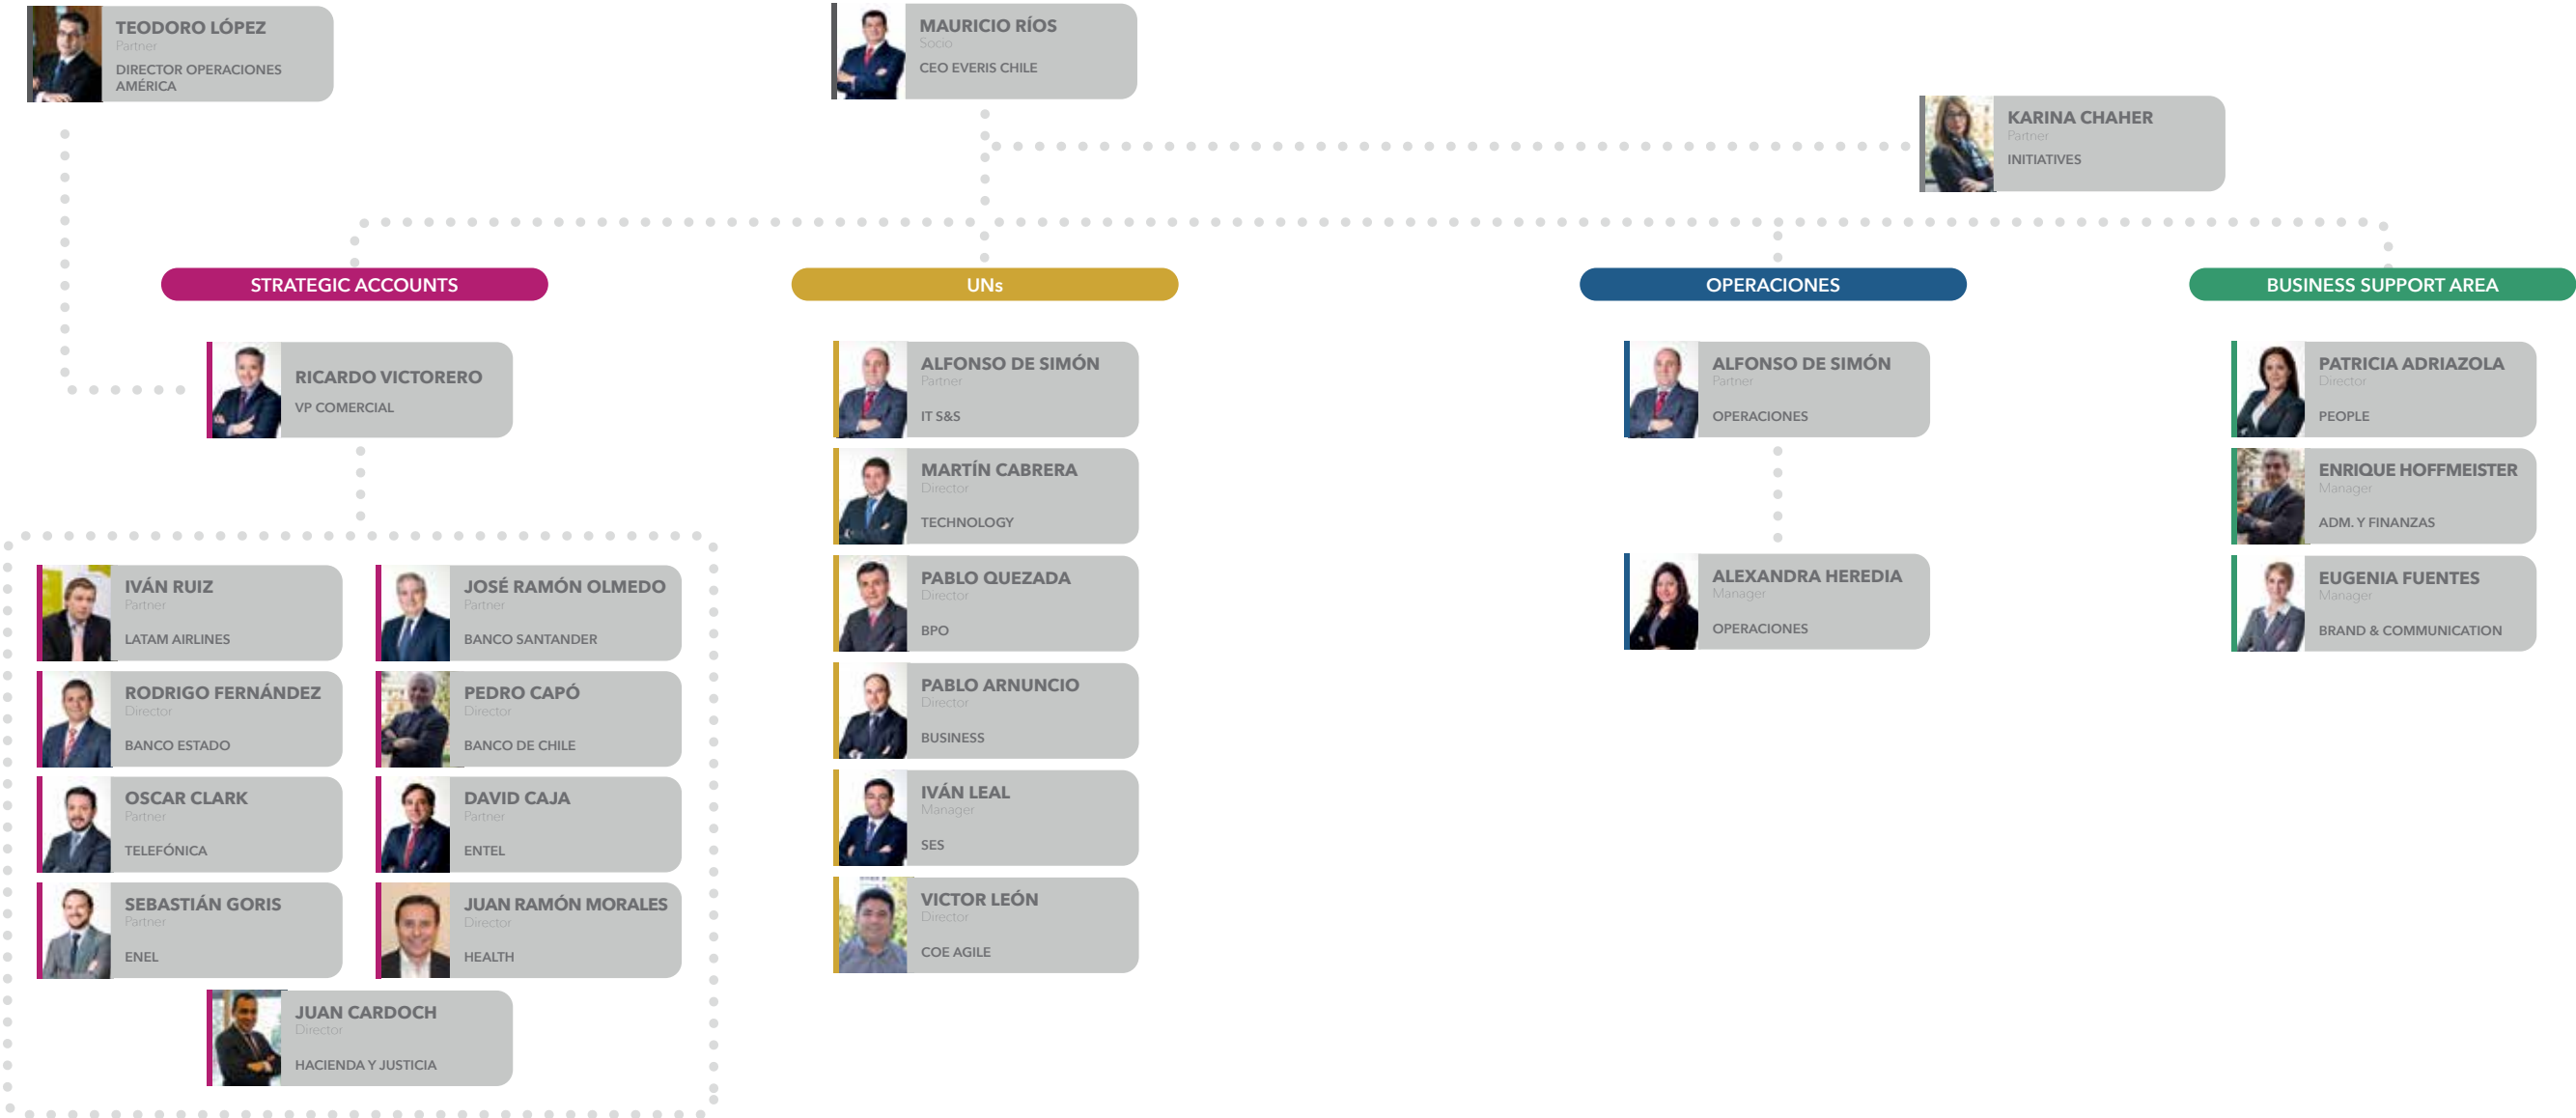 TEODORO LÓPEZ
Partner
DIRECTOR OPERACIONES
AMÉRICA
MAURICIO RÍOS
Socio
CEO EVERIS CHILE
KARINA CHAHER
Partner
INITIATIVES
STRATEGIC ACCOUNTS
RICARDO VICTORERO
VP COMERCIAL
IVÁN RUIZ
Partner
LATAM AIRLINES
JOSÉ RAMÓN OLMEDO
Partner
BANCO SANTANDER
RODRIGO FERNÁNDEZ
Director
BANCO ESTADO
PEDRO CAPÓ
Director
BANCO DE CHILE
OSCAR CLARK
Partner
TELEFÓNICA
DAVID CAJA
Partner
ENTEL
SEBASTIÁN GORIS
Partner
ENEL
JUAN RAMÓN MORALES
Director
HEALTH
JUAN CARDOCH
Director
HACIENDA Y JUSTICIA
UNs
ALFONSO DE SIMÓN
Partner
IT S&S
MARTÍN CABRERA
Director
TECHNOLOGY
PABLO QUEZADA
Director
BPO
PABLO ARNUNCIO
Director
BUSINESS
IVÁN LEAL
Manager
SES
VICTOR LEÓN
Director
COE AGILE
OPERACIONES
ALFONSO DE SIMÓN
Partner
OPERACIONES
ALEXANDRA HEREDIA
Manager
OPERACIONES
BUSINESS SUPPORT AREA
PATRICIA ADRIAZOLA
Director
PEOPLE
ENRIQUE HOFFMEISTER
Manager
ADM. Y FINANZAS
EUGENIA FUENTES
Manager
BRAND & COMMUNICATION